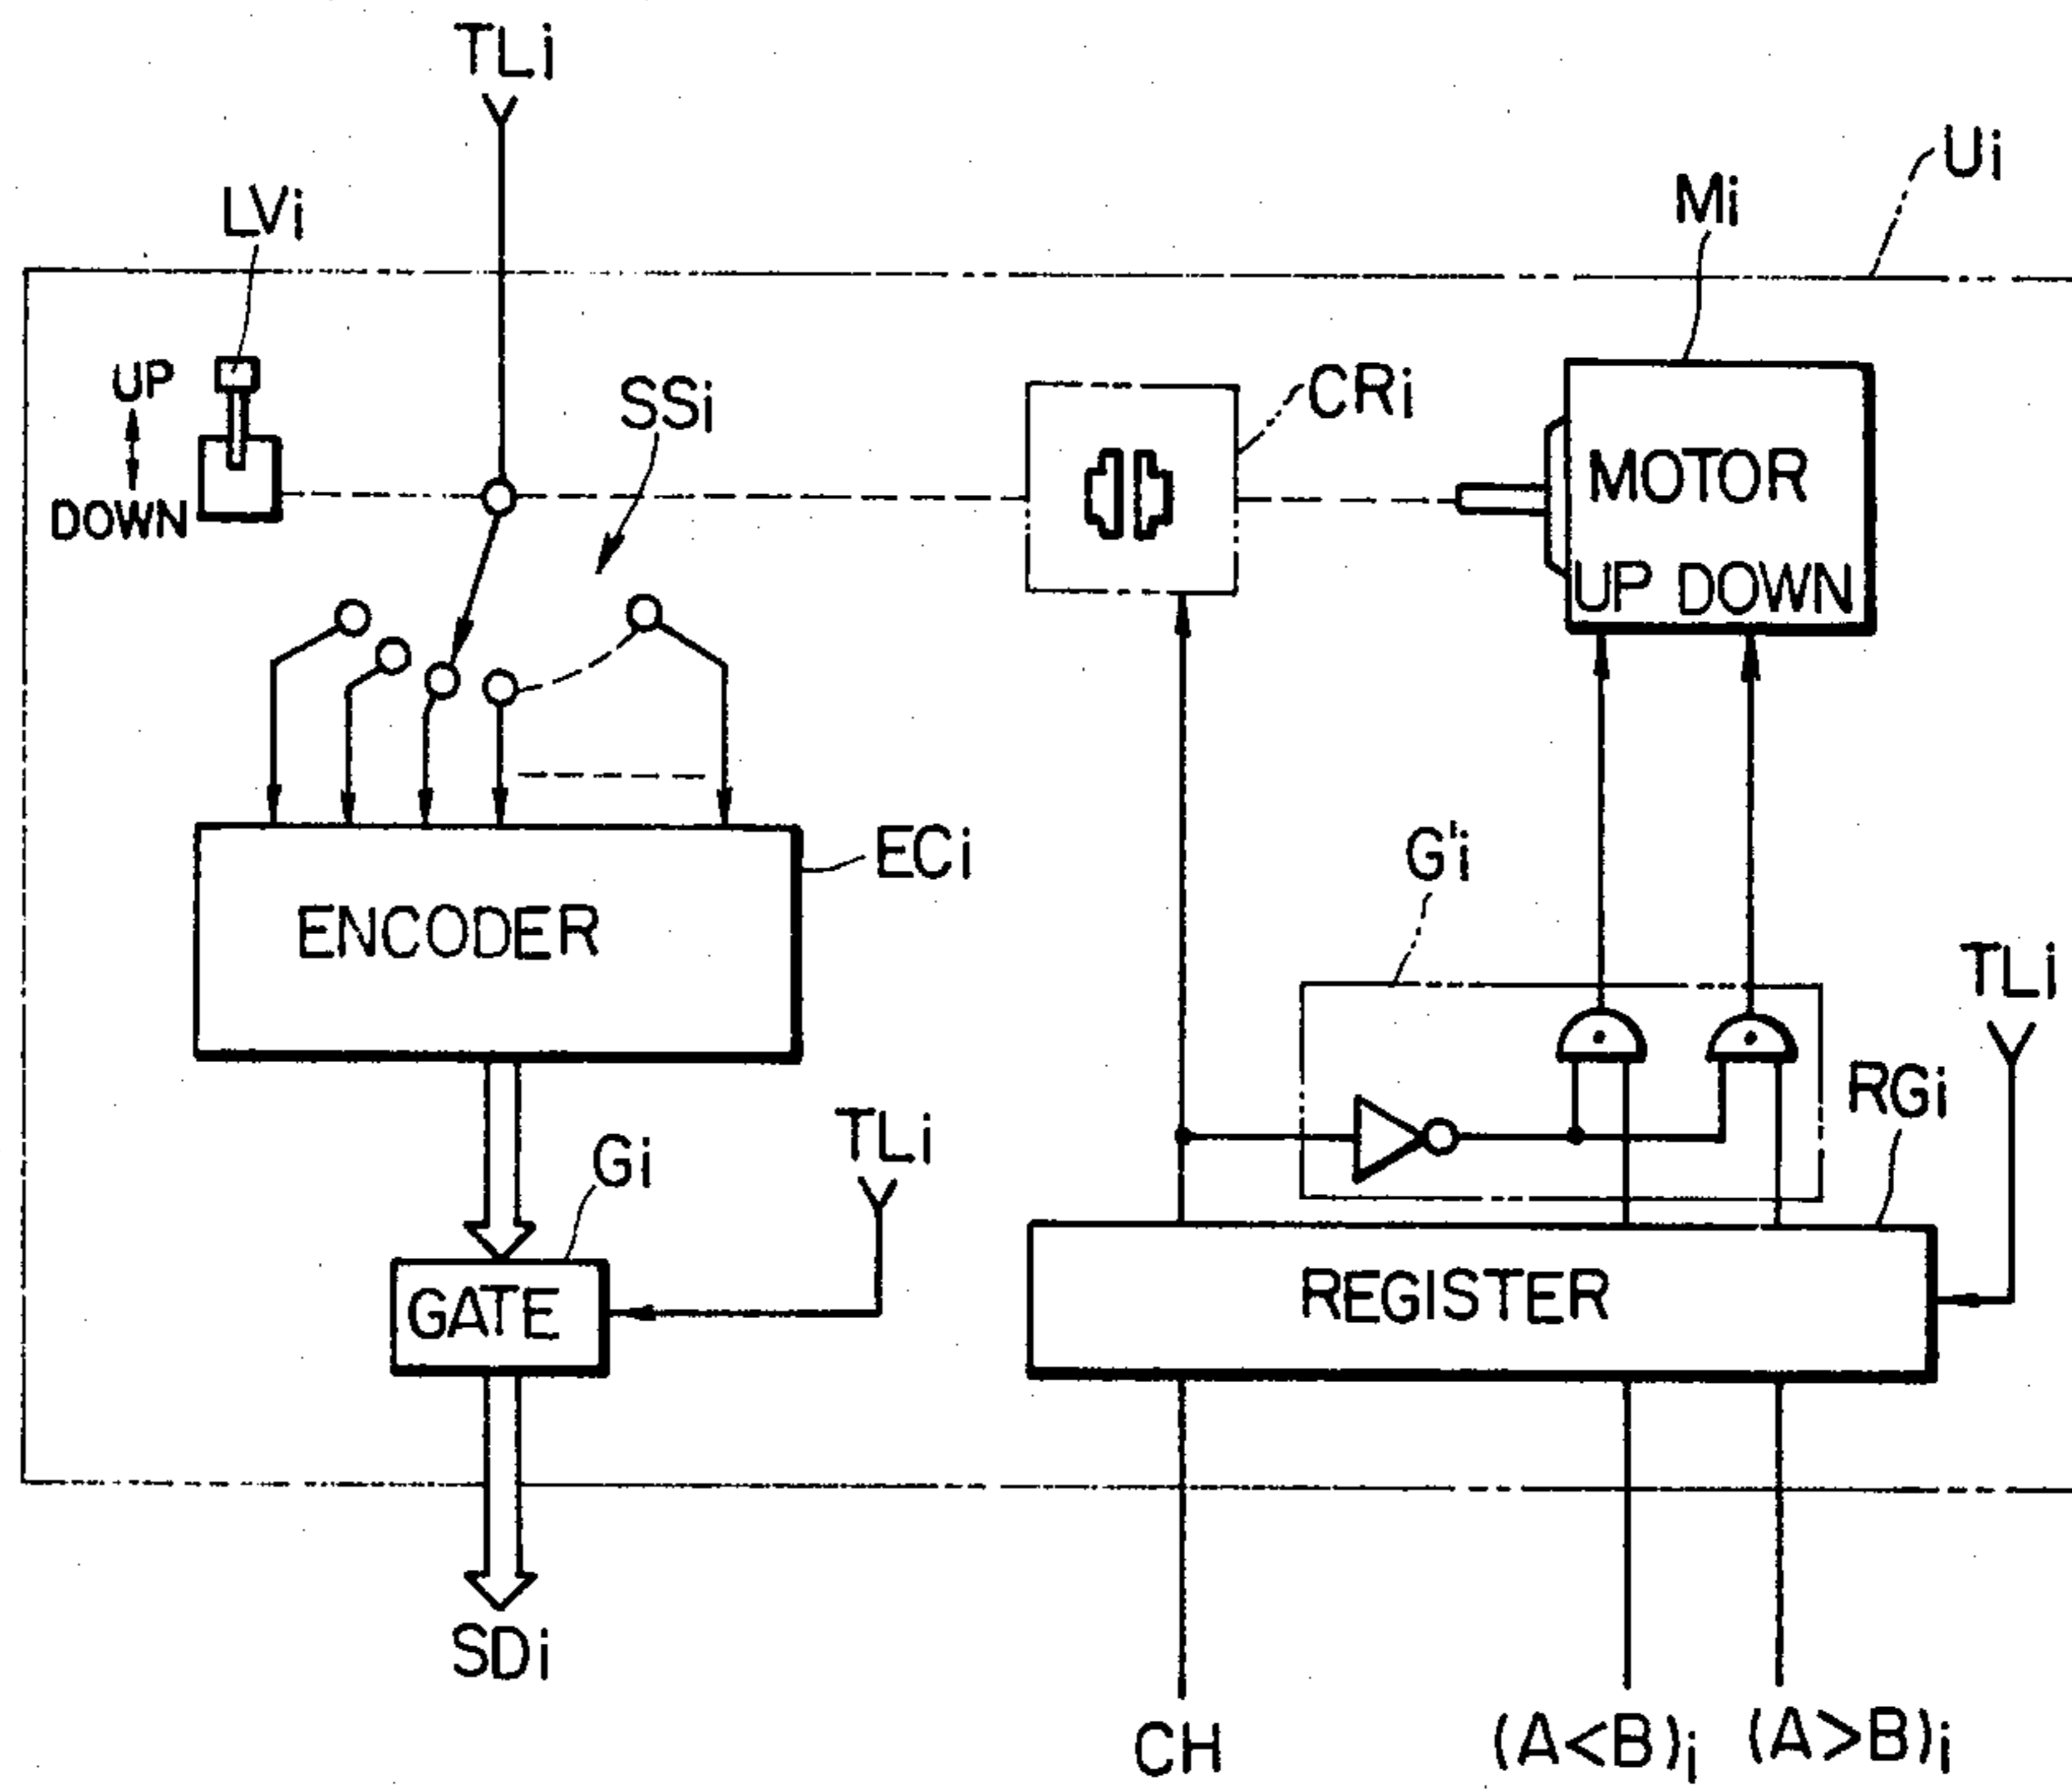 TLi
Ui
Mi
LVi
UP
DOWN
SSi
CRi
MOTOR
UP DOWN
ECi
ENCODER
G'i
TLi
RGi
TLi
Gi
GATE
REGISTER
SDi
CH
(A<B)i
(A>B)i